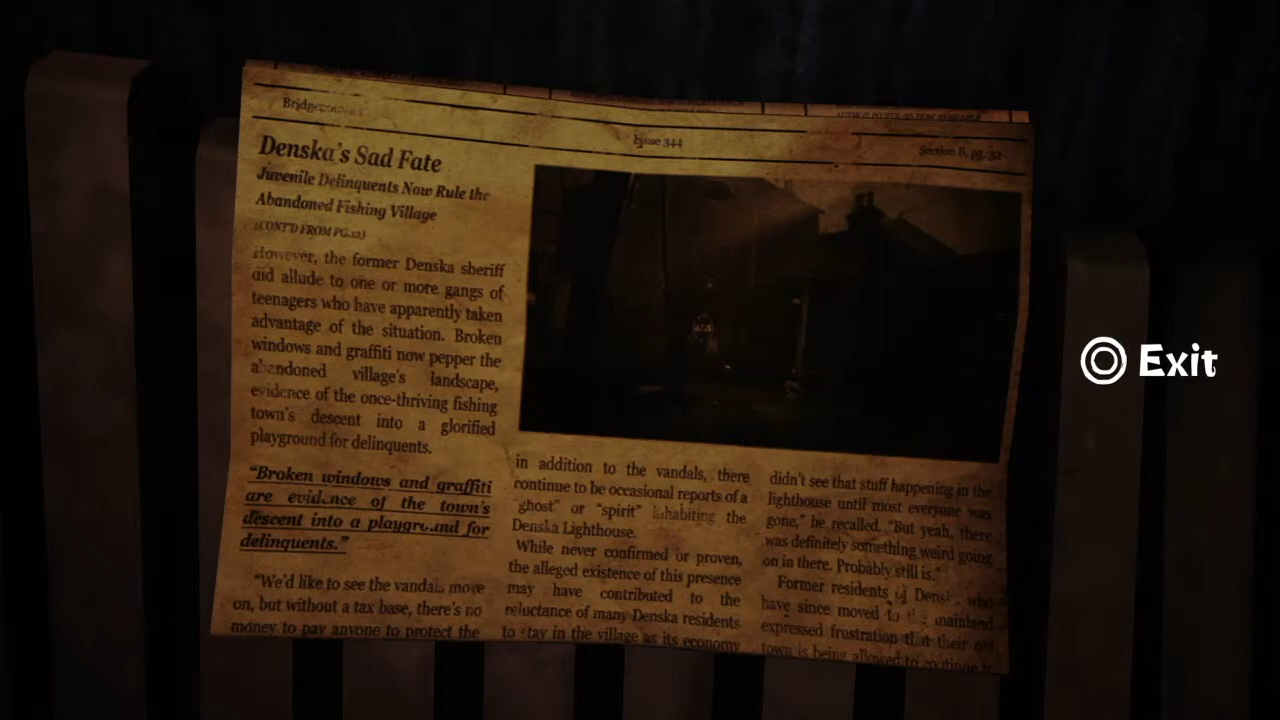 Issue 344
Section B, pg. 32
Denska's Sad Fate
Juvenile Delinquents Now Rule the
Abandoned Fishing Village
(CONT'D FROM PG.12)
However, the former Denska sheriff
did allude to one or more gangs of
teenagers who have apparently taken
advantage of the situation. Broken
windows and graffiti now pepper the
abandoned village's landscape,
evidence of the once-thriving fishing
town's descent into a glorified
playground for delinquents.
"Broken windows and graffiti
are evidence of the town's
descent into a playground for
delinquents."
"We'd like to see the vandals move
on, but without a tax base, there's no
money to pay anyone to protect the
in addition to the vandals, there
continue to be occasional reports of a
"ghost" or "spirit" inhabiting the
Denska Lighthouse.
While never confirmed or proven,
the alleged existence of this presence
may have contributed to the
reluctance of many Denska residents
to stay in the village as its economy
didn't see that stuff happening in the
lighthouse until most everyone was
gone," he recalled. "But yeah, there
was definitely something weird going
on in there. Probably still is."
Former residents of Denska who
have since moved to the mainland
expressed frustration that their old
town is being allowed to continue to
Exit